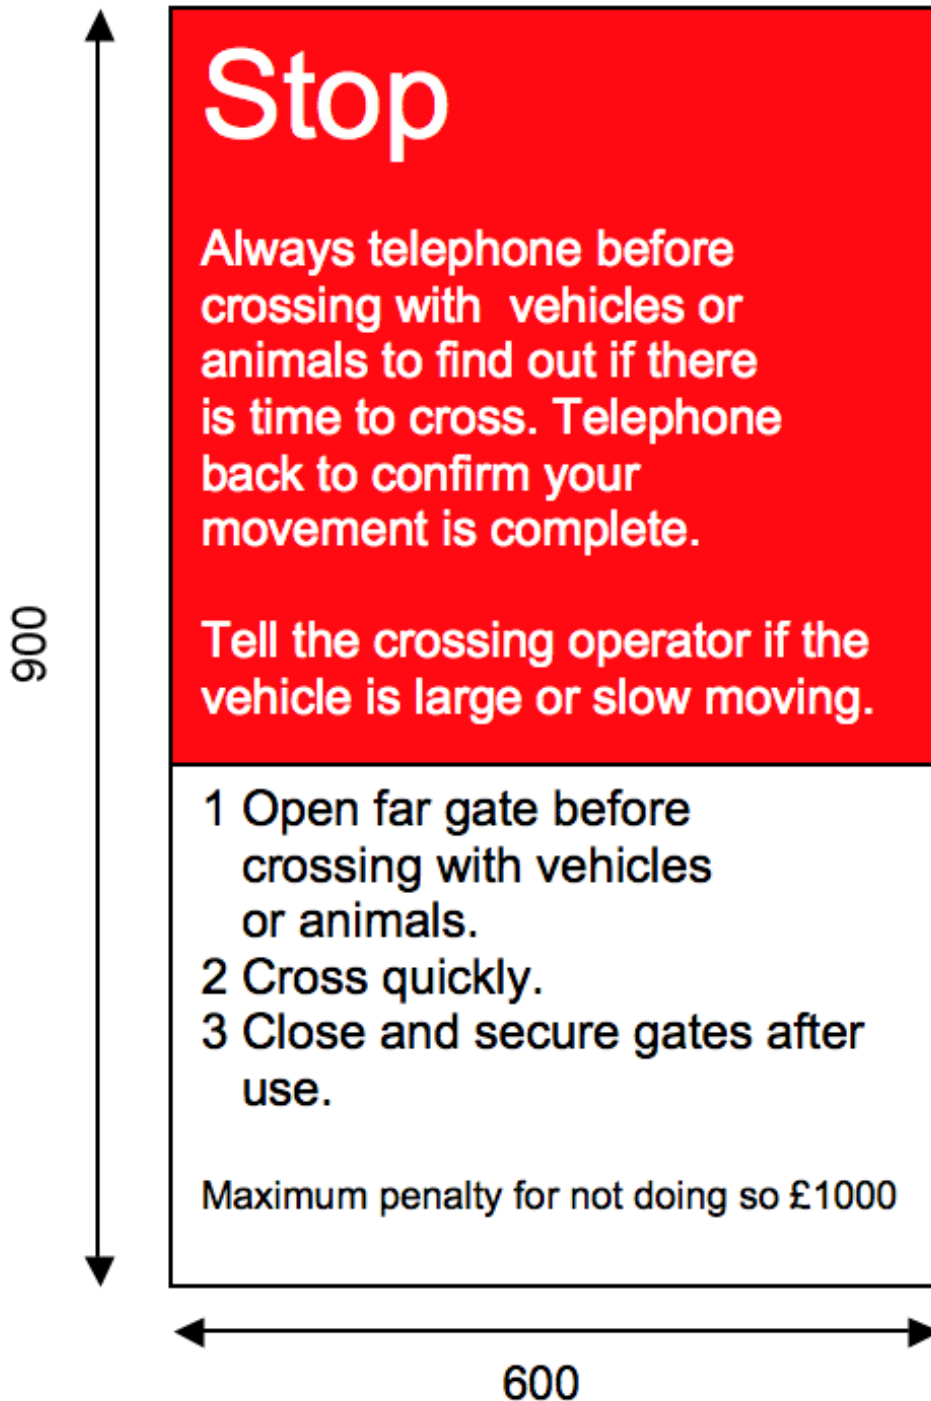 Stop
Always telephone before
crossing with  vehicles or
animals to find out if there
is time to cross. Telephone
back to confirm your
movement is complete.
Tell the crossing operator if the
vehicle is large or slow moving.
900
1 Open far gate before
crossing with vehicles
or animals.
2 Cross quickly.
3 Close and secure gates after
use.
Maximum penalty for not doing so £1000
600